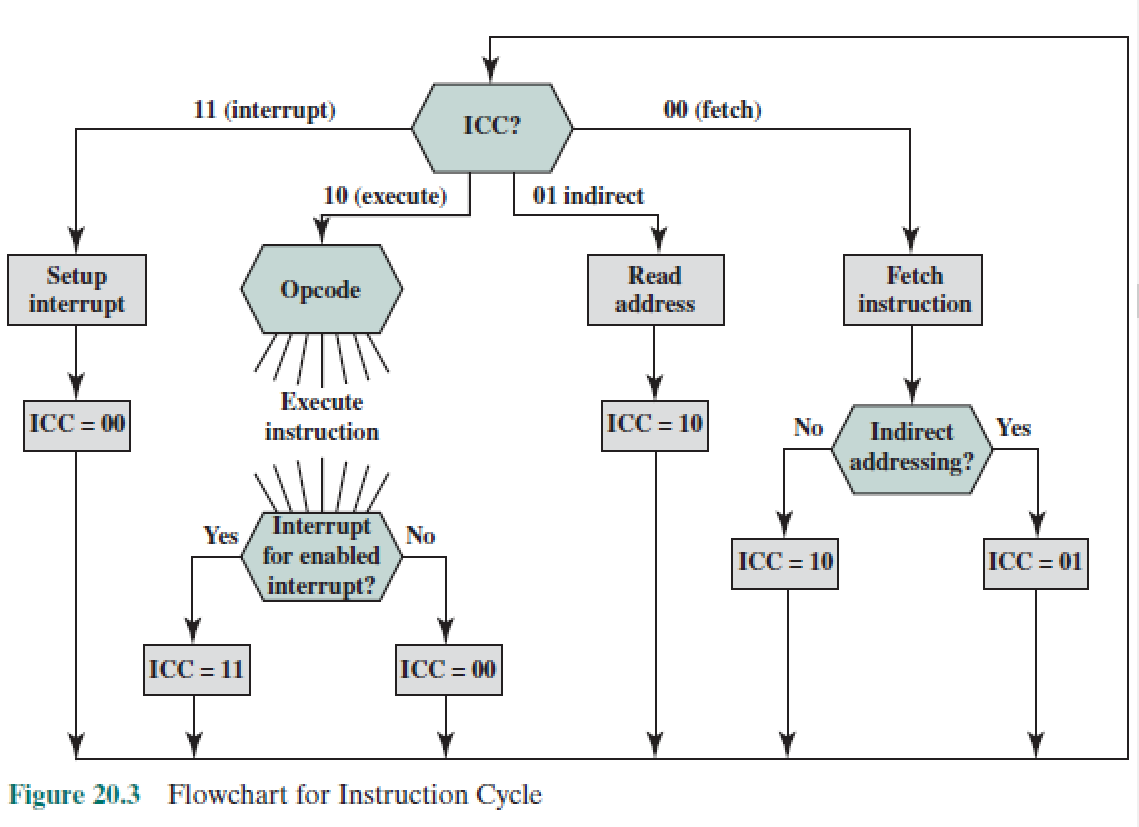 11 (interrupt)
ICC?
00 (fetch)
10 (execute)
01 indirect
Setup
interrupt
Opcode
Read
address
Fetch
instruction
ICC = 00
Execute
instruction
ICC = 10
No
Indirect
addressing?
Yes
Yes
Interrupt
for enabled
interrupt?
No
ICC = 10
ICC = 01
ICC = 11
ICC = 00
Figure 20.3 Flowchart for Instruction Cycle